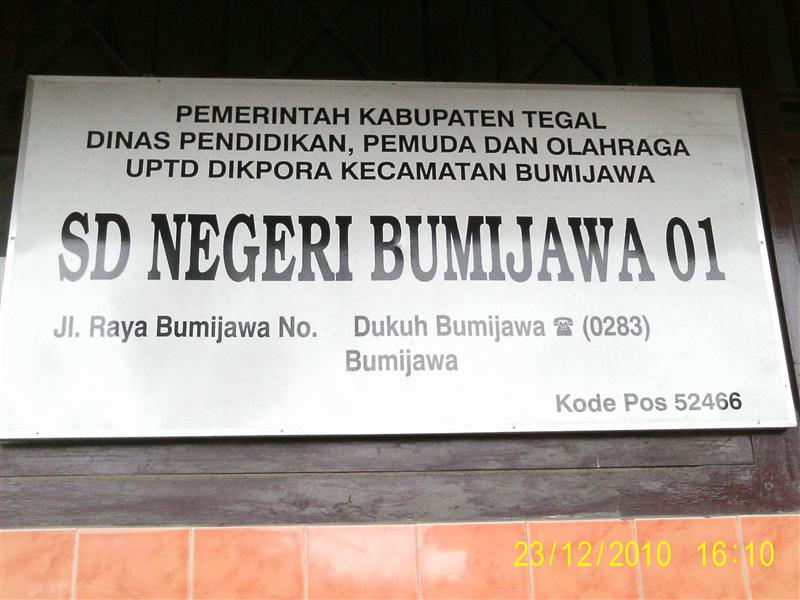 PEMERINTAH KABUPATEN TEGAL
DINAS PENDIDIKAN, PEMUDA DAN OLAHRAGA
UPTD DIKPORA KECAMATAN BUMIJAWA
SD NEGERI BUMIJAWA 01
Jl. Raya Bumijawa No. Dukuh Bumijawa ☎ (0283)
Bumijawa
Kode Pos 52466
23/12/2010 16:10